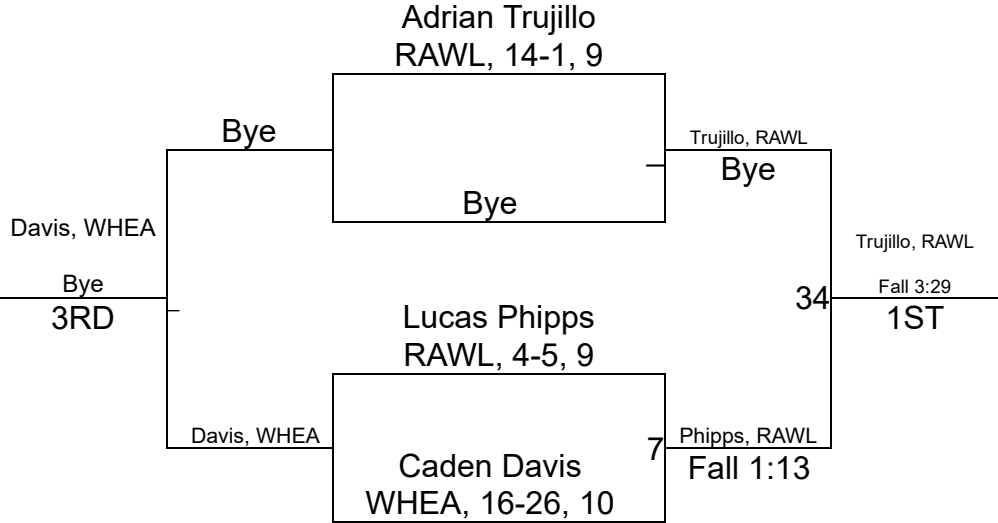 Adrian Trujillo
RAWL, 14-1, 9
Bye
Trujillo, RAWL
Bye
Bye
Davis, WHEA
Trujillo, RAWL
Bye
Fall 3:29
34
3RD
1ST
Lucas Phipps
RAWL, 4-5, 9
Davis, WHEA
7
Phipps, RAWL
Fall 1:13
Caden Davis
WHEA, 16-26, 10